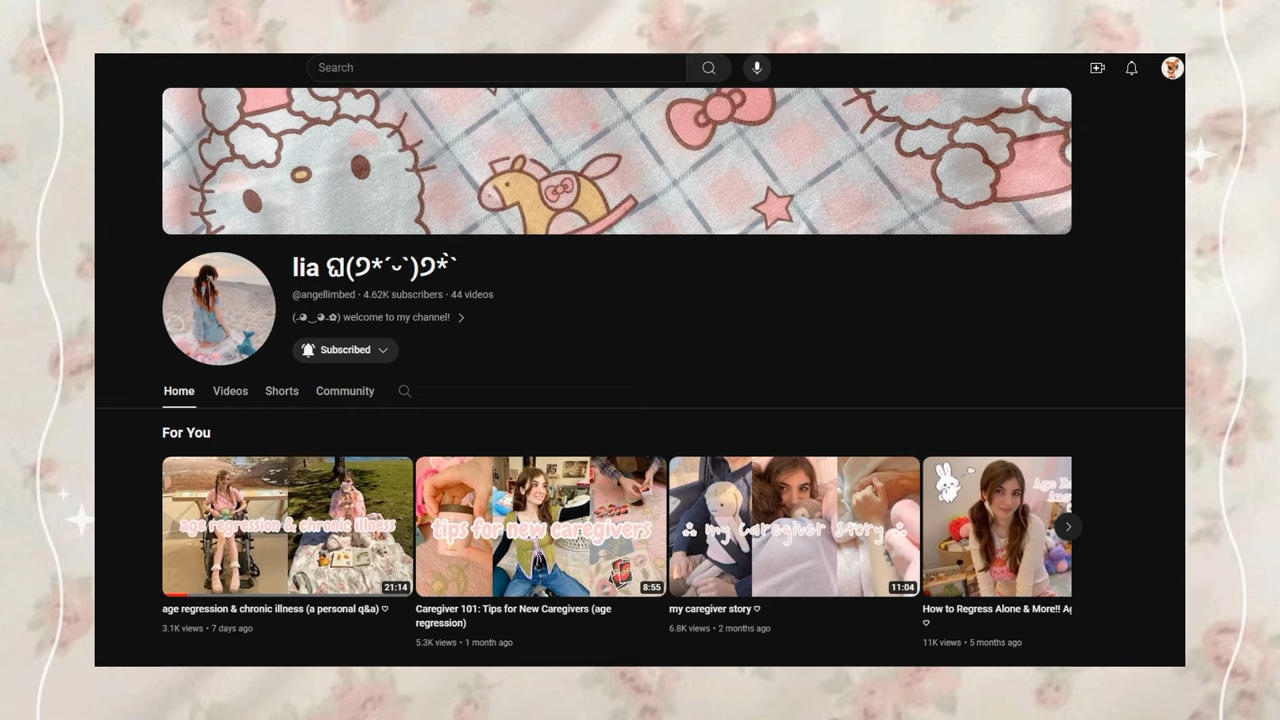 Search
lia ଘ(੭*ˊᵕˋ)੭* ̀ˋ
@angellimbed · 4.62K subscribers · 44 videos
(◕‿◕✿) welcome to my channel!
Subscribed
Home Videos Shorts Community
For You
age regression & chronic illness
21:14
tips for new caregivers
8:55
my caregiver story
11:04
age regression & chronic illness (a personal q&a) ♡
3.1K views • 7 days ago
Caregiver 101: Tips for New Caregivers (age
regression)
5.3K views • 1 month ago
my caregiver story ♡
6.8K views • 2 months ago
How to Regress Alone & More!! Ag
♡
11K views • 5 months ago